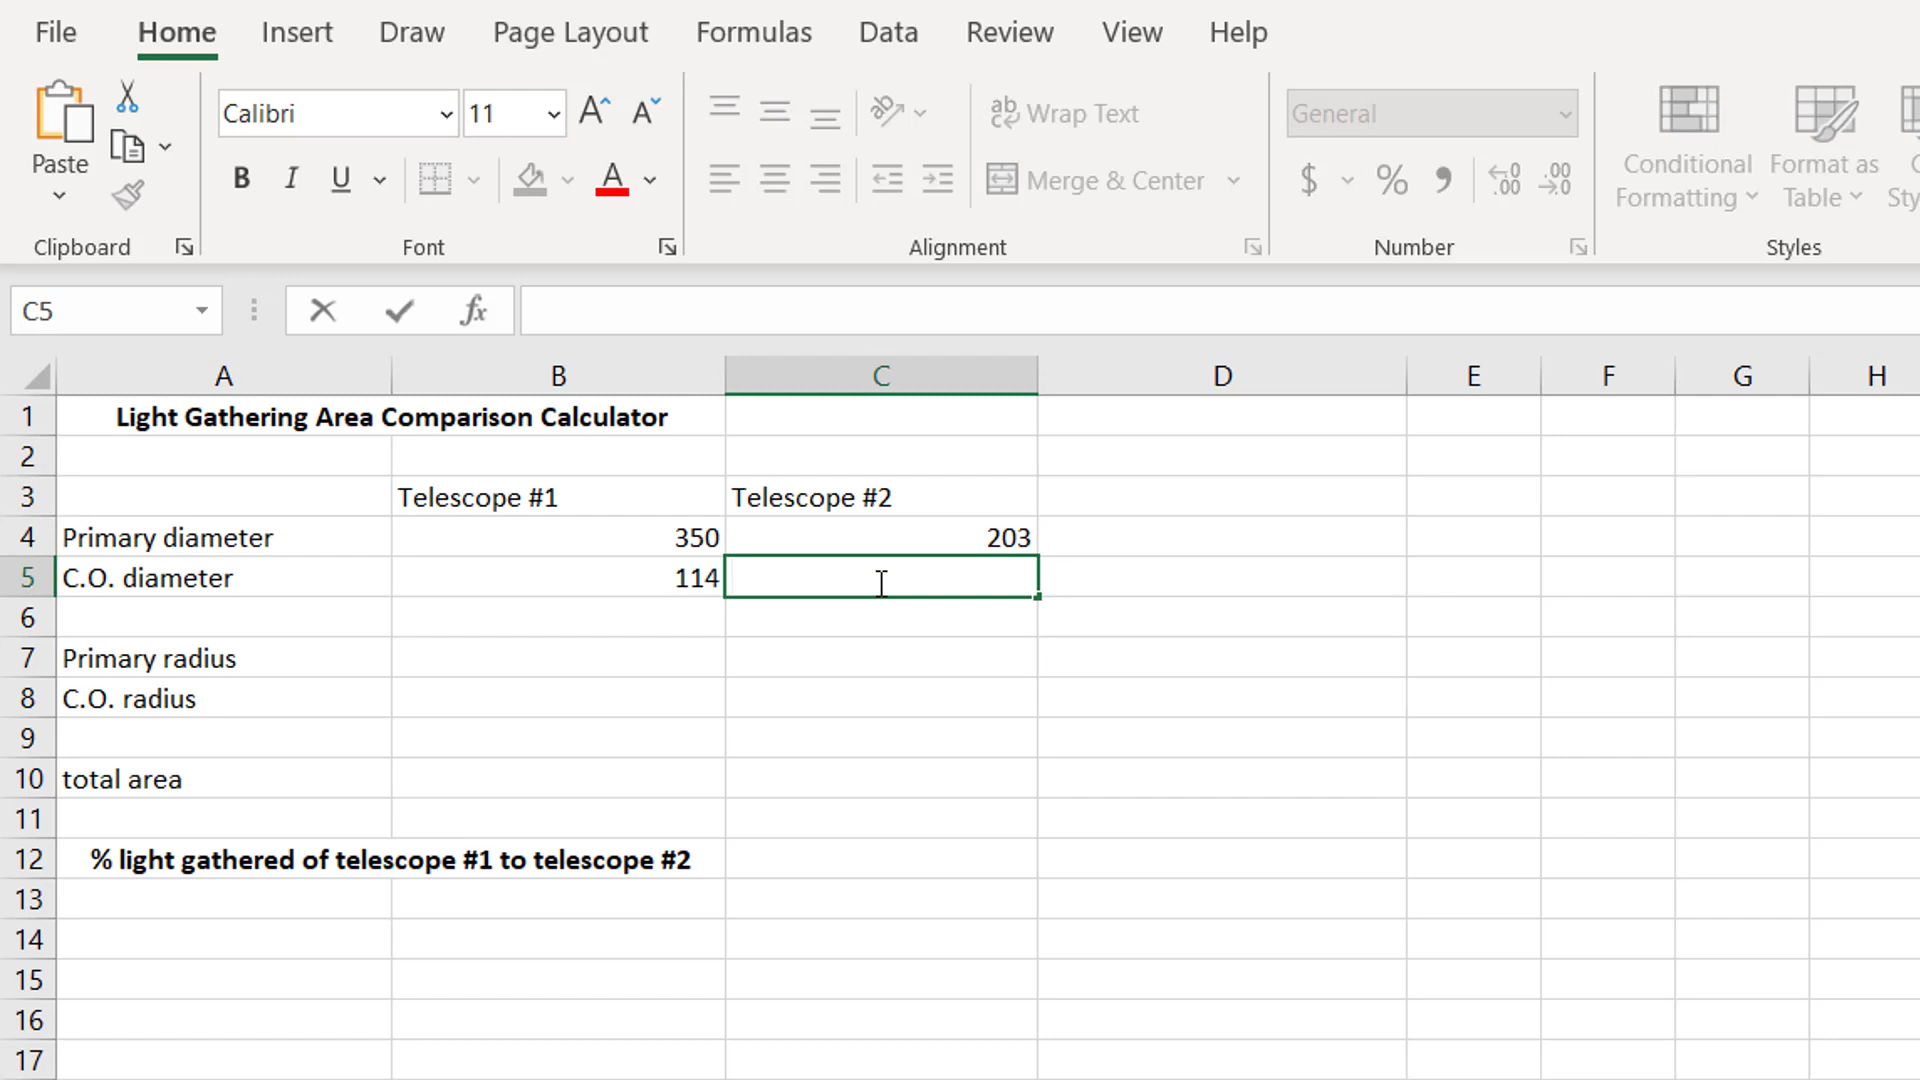 File Home Insert Draw Page Layout Formulas Data Review View Help
Calibri 11 A A ab Wrap Text General
Paste B I U A Merge & Center $ % , .00 .00 Conditional Formatting Format as Table
Clipboard Font Alignment Number Styles
C5 fx
A B C D E F G H
1 Light Gathering Area Comparison Calculator
2
3 Telescope #1 Telescope #2
4 Primary diameter 350 203
5 C.O. diameter 114
6
7 Primary radius
8 C.O. radius
9
10 total area
11
12 % light gathered of telescope #1 to telescope #2
13
14
15
16
17